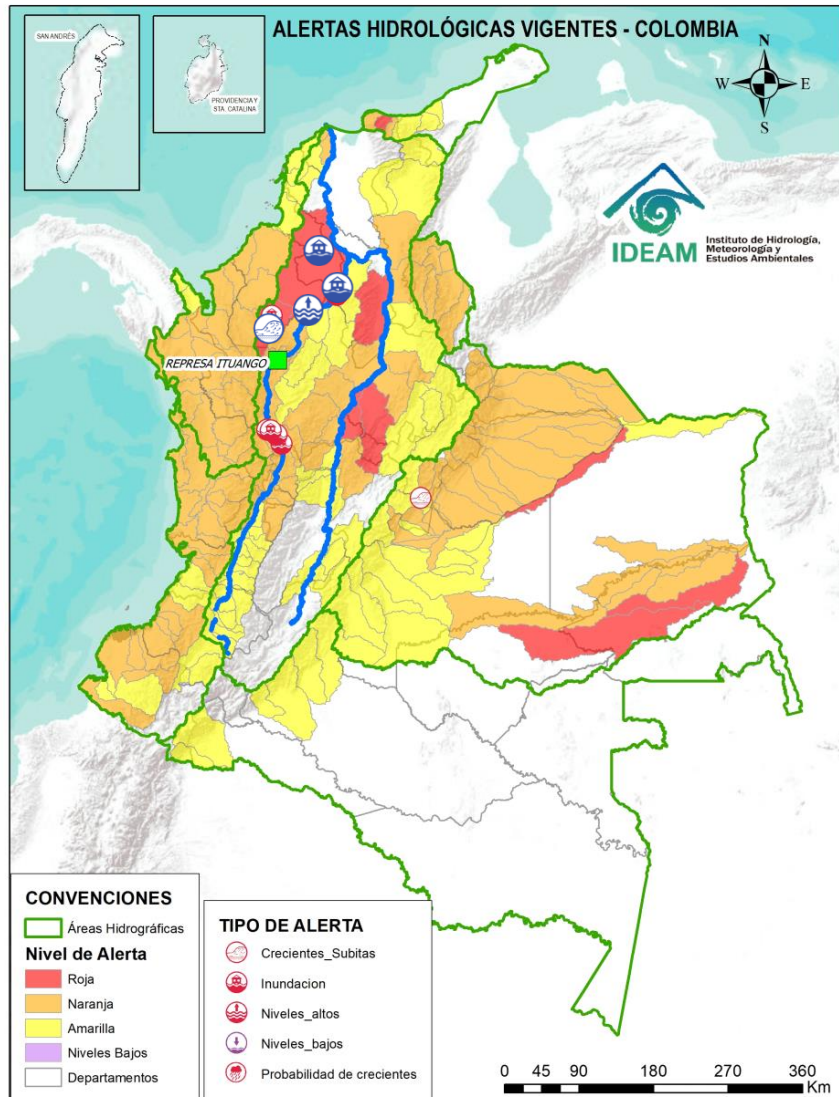 ALERTAS HIDROLÓGICAS VIGENTES - COLOMBIA
SAN ANDRÉS
PROVIDENCIA Y
STA. CATALINA
N
W
E
S
IDEAM
Instituto de Hidrología,
Meteorología y
Estudios Ambientales
REPRESA ITUANGO
CONVENCIONES
Áreas Hidrográficas
Nivel de Alerta
Roja
Naranja
Amarilla
Niveles Bajos
Departamentos
TIPO DE ALERTA
Crecientes_Subitas
Inundacion
Niveles_altos
Niveles_bajos
Probabilidad de crecientes
0 45 90 180 270 360
Km